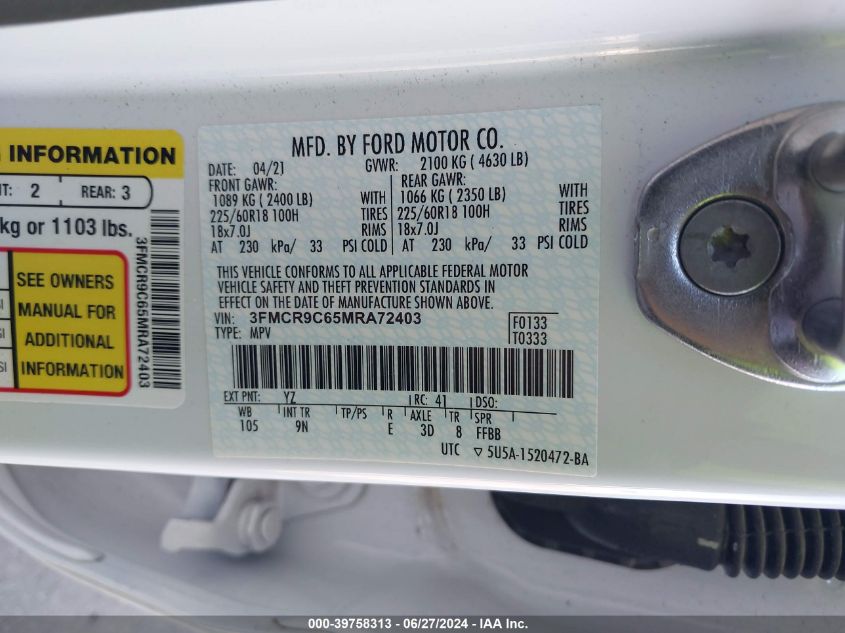 G INFORMATION
NT: 2 REAR: 3
kg or 1103 lbs.
SEE OWNERS
MANUAL FOR
ADDITIONAL
INFORMATION
3FMCR9C65MRA72403
MFD. BY FORD MOTOR CO.
DATE: 04/21 GVWR: 2100 KG ( 4630 LB)
FRONT GAWR: REAR GAWR:
1089 KG ( 2400 LB) WITH 1066 KG ( 2350 LB) WITH
225/60R18 100H TIRES 225/60R18 100H TIRES
18x7.0J RIMS 18x7.0J RIMS
AT 230 kPa/ 33 PSI COLD AT 230 kPa/ 33 PSI COLD
THIS VEHICLE CONFORMS TO ALL APPLICABLE FEDERAL MOTOR
VEHICLE SAFETY AND THEFT PREVENTION STANDARDS IN
EFFECT ON THE DATE OF MANUFACTURE SHOWN ABOVE.
VIN: 3FMCR9C65MRA72403 F0133
TYPE: MPV T0333
EXT PNT: YZ RC: 41 DSO:
WB INT TR TP/PS R AXLE TR SPR
105 9N E 3D 8 FFBB
UTC ▽ 5U5A-1520472-BA
000-39758313 - 06/27/2024 - IAA Inc.